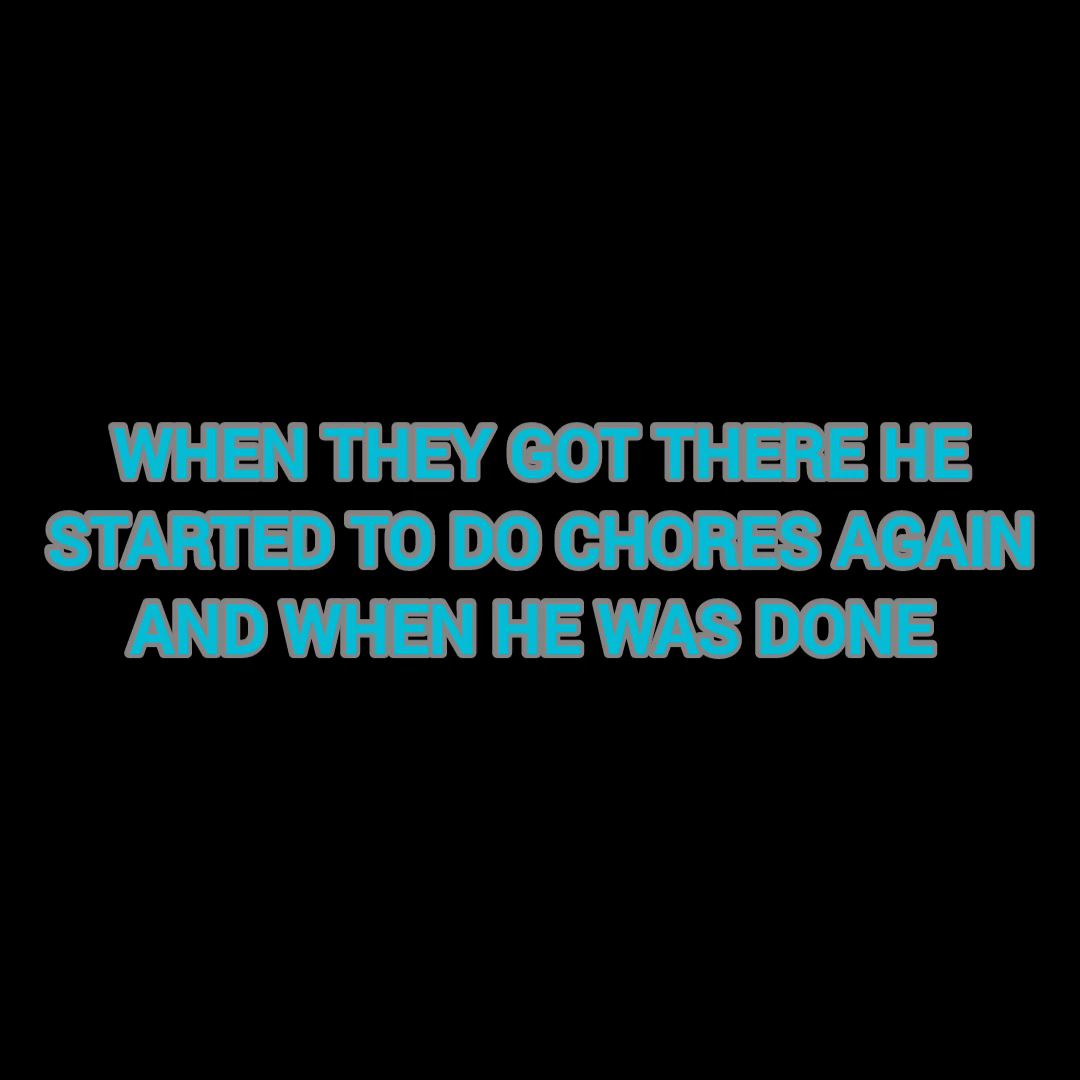 WHEN THEY GOT THERE HE
STARTED TO DO CHORES AGAIN
AND WHEN HE WAS DONE